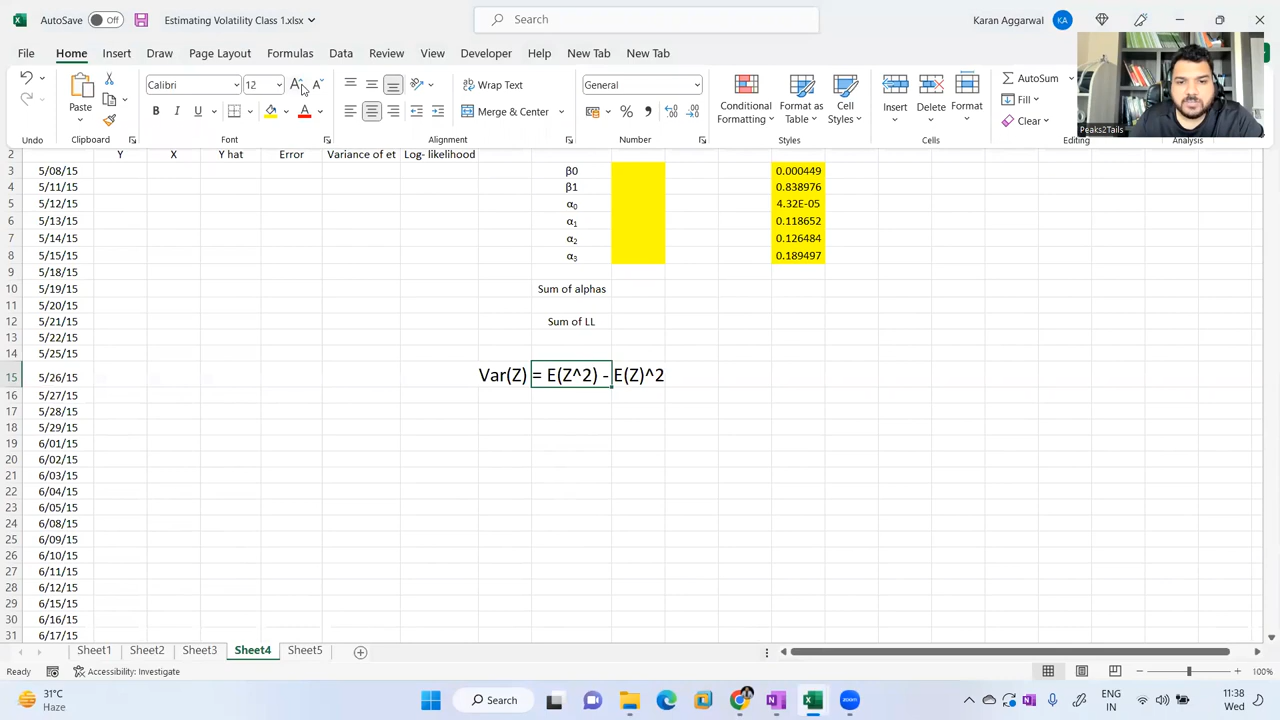 AutoSave Off Estimating Volatility Class 1.xlsx Search Karan Aggarwal KA
File Home Insert Draw Page Layout Formulas Data Review View Developer Help New Tab New Tab
Paste Calibri 12 Wrap Text General Conditional Formatting Format as Table Cell Styles Insert Delete Format AutoSum
Merge & Center Fill
Clear
Undo Clipboard Font Alignment Number Styles Cells Editing Analysis
Peaks2Tails
2 Y X Y hat Error Variance of et Log- likelihood
3 5/08/15 β0 0.000449
4 5/11/15 β1 0.838976
5 5/12/15 α0 4.32E-05
6 5/13/15 α1 0.118652
7 5/14/15 α2 0.126484
8 5/15/15 α3 0.189497
9 5/18/15
10 5/19/15 Sum of alphas
11 5/20/15
12 5/21/15 Sum of LL
13 5/22/15
14 5/25/15
15 5/26/15 Var(Z) = E(Z^2) - E(Z)^2
16 5/27/15
17 5/28/15
18 5/29/15
19 6/01/15
20 6/02/15
21 6/03/15
22 6/04/15
23 6/05/15
24 6/08/15
25 6/09/15
26 6/10/15
27 6/11/15
28 6/12/15
29 6/15/15
30 6/16/15
31 6/17/15
Sheet1 Sheet2 Sheet3 Sheet4 Sheet5
Ready Accessibility: Investigate 100%
31°C Haze Search ENG IN 11:38 Wed